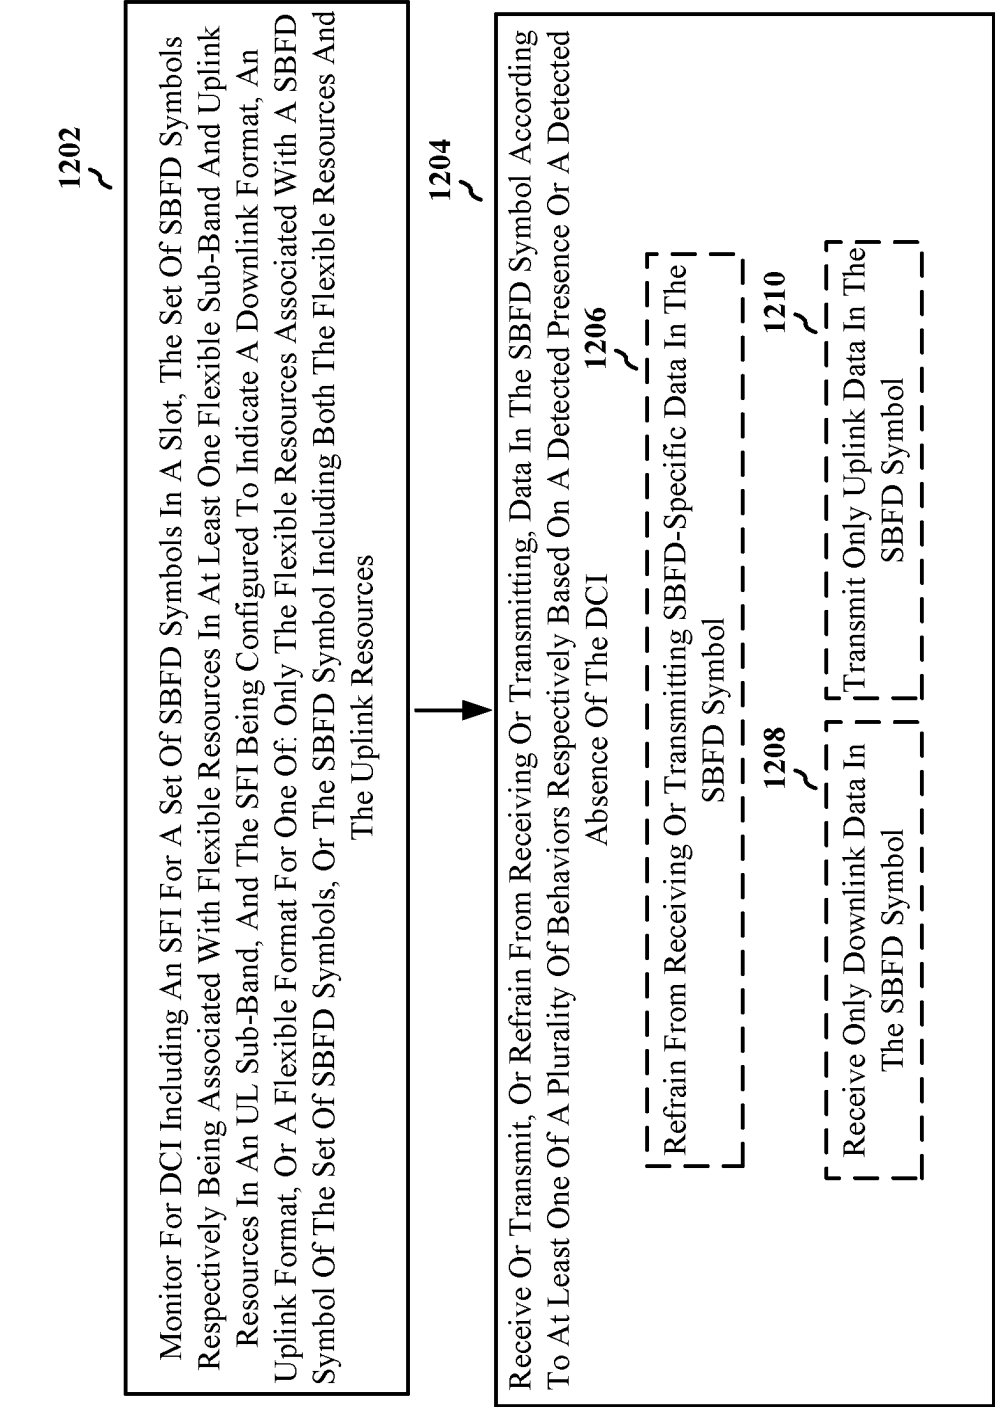 1202
Monitor For DCI Including An SFI For A Set Of SBFD Symbols In A Slot, The Set Of SBFD Symbols
Respectively Being Associated With Flexible Resources In At Least One Flexible Sub-Band And Uplink
Resources In An UL Sub-Band, And The SFI Being Configured To Indicate A Downlink Format, An
Uplink Format, Or A Flexible Format For One Of: Only The Flexible Resources Associated With A SBFD
Symbol Of The Set Of SBFD Symbols, Or The SBFD Symbol Including Both The Flexible Resources And
The Uplink Resources
1204
Receive Or Transmit, Or Refrain From Receiving Or Transmitting, Data In The SBFD Symbol According
To At Least One Of A Plurality Of Behaviors Respectively Based On A Detected Presence Or A Detected
Absence Of The DCI
1206
Refrain From Receiving Or Transmitting SBFD-Specific Data In The
SBFD Symbol
1208
Receive Only Downlink Data In
The SBFD Symbol
1210
Transmit Only Uplink Data In The
SBFD Symbol